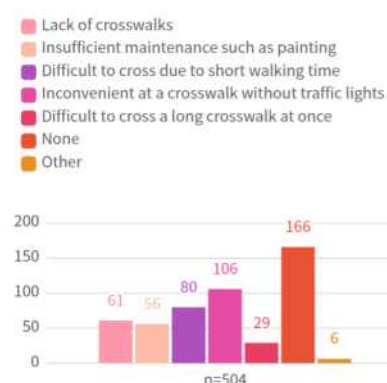 Lack of crosswalks
Insufficient maintenance such as painting
Difficult to cross due to short walking time
Inconvenient at a crosswalk without traffic lights
Difficult to cross a long crosswalk at once
None
Other
200
150
100
50
0
61
56
80
106
29
166
6
n=504